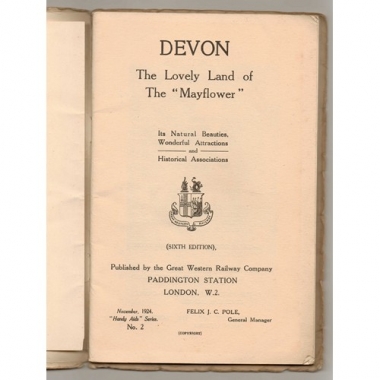 DEVON
The Lovely Land of
The "Mayflower"
Its Natural Beauties,
Wonderful Attractions
and
Historical Associations
(SIXTH EDITION),
Published by the Great Western Railway Company
PADDINGTON STATION
LONDON, W.2.
November, 1924. FELIX J. C. POLE,
"Handy Aids" Series. General Manager
No. 2
(COPYRIGHT)